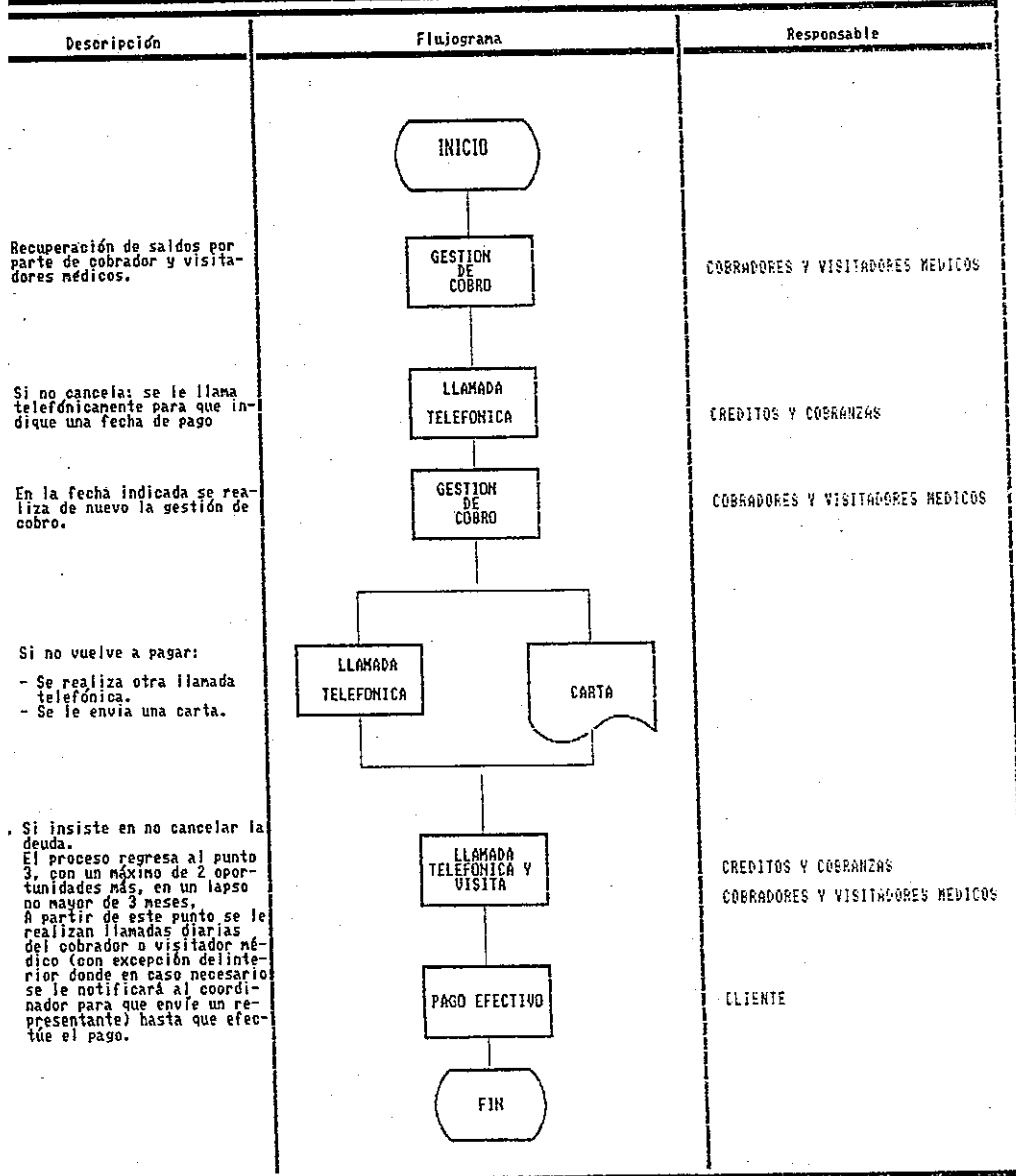 Descripción
Flujograma
Responsable
INICIO
Recuperación de saldos por
parte de cobrador y visita-
dores médicos.
GESTION
DE
COBRO
COBRADORES Y VISITADORES MEDICOS
Si no cancela: se le llama
telefónicamente para que in-
dique una fecha de pago
LLAMADA
TELEFONICA
CREDITOS Y COBRANZAS
En la fecha indicada se rea-
liza de nuevo la gestión de
cobro.
GESTION
DE
COBRO
COBRADORES Y VISITADORES MEDICOS
Si no vuelve a pagar:
- Se realiza otra llamada
telefónica.
- Se le envia una carta.
LLAMADA
TELEFONICA
CARTA
. Si insiste en no cancelar la
deuda.
El proceso regresa al punto
3, con un máximo de 2 opor-
tunidades más, en un lapso
no mayor de 3 meses,
A partir de este punto se le
realizan llamadas diarias
del cobrador o visitador mé-
dico (con excepción delinte-
rior donde en caso necesario
se le notificará al coordi-
nador para que envíe un re-
presentante) hasta que efec-
túe el pago.
LLAMADA
TELEFONICA Y
VISITA
CREDITOS Y COBRANZAS
COBRADORES Y VISITADORES MEDICOS
PAGO EFECTIVO
CLIENTE
FIN